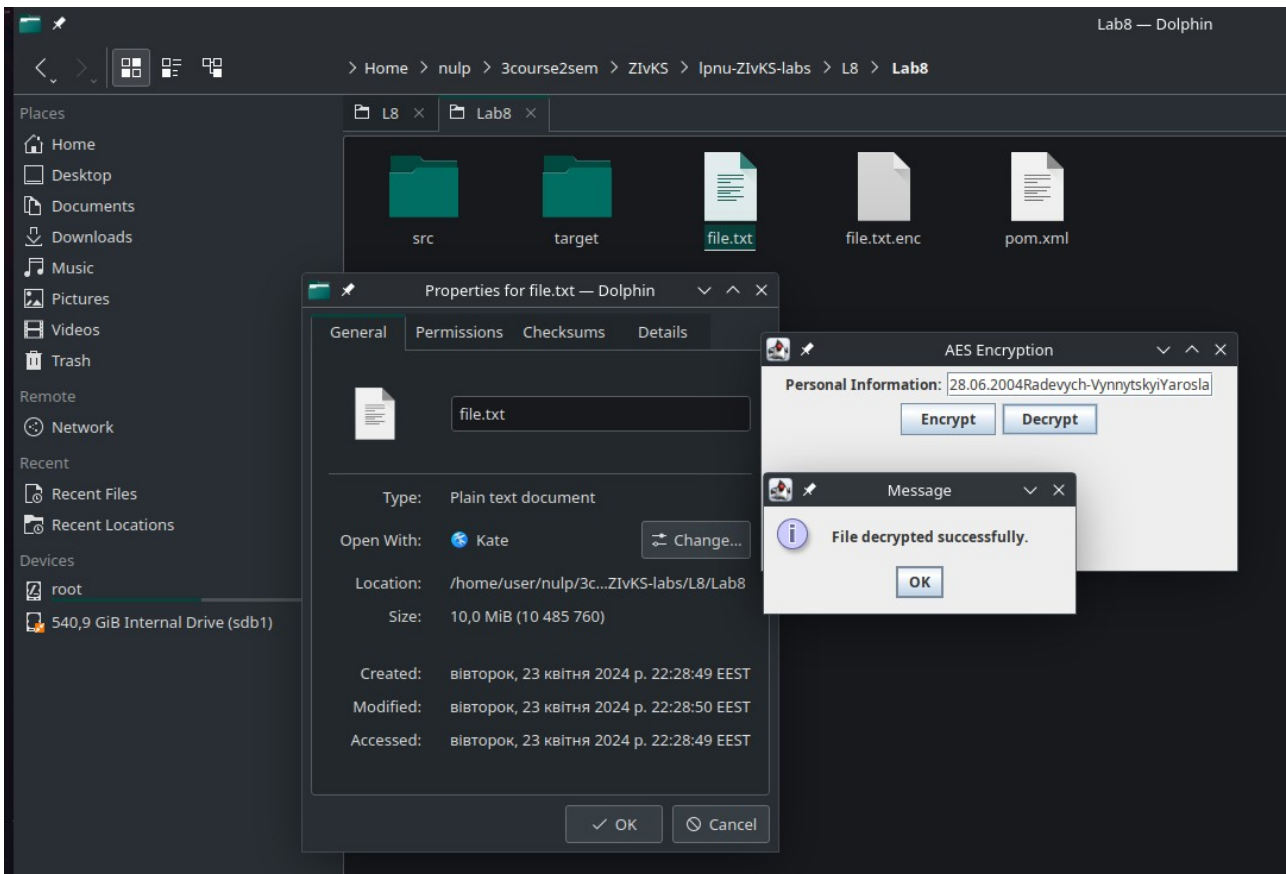 Lab8 — Dolphin
> Home > nulp > 3course2sem > ZIvKS > lpnu-ZIvKS-labs > L8 > Lab8
Places
Home
Desktop
Documents
Downloads
Music
Pictures
Videos
Trash
Remote
Network
Recent
Recent Files
Recent Locations
Devices
root
540,9 GiB Internal Drive (sdb1)
L8
Lab8
src
target
file.txt
file.txt.enc
pom.xml
Properties for file.txt — Dolphin
General Permissions Checksums Details
file.txt
Type: Plain text document
Open With: Kate Change...
Location: /home/user/nulp/3c...ZIvKS-labs/L8/Lab8
Size: 10,0 MiB (10 485 760)
Created: вівторок, 23 квітня 2024 р. 22:28:49 EEST
Modified: вівторок, 23 квітня 2024 р. 22:28:50 EEST
Accessed: вівторок, 23 квітня 2024 р. 22:28:49 EEST
OK Cancel
AES Encryption
Personal Information: 28.06.2004Radevych-VynnytskyiYarosla
Encrypt Decrypt
Message
File decrypted successfully.
OK